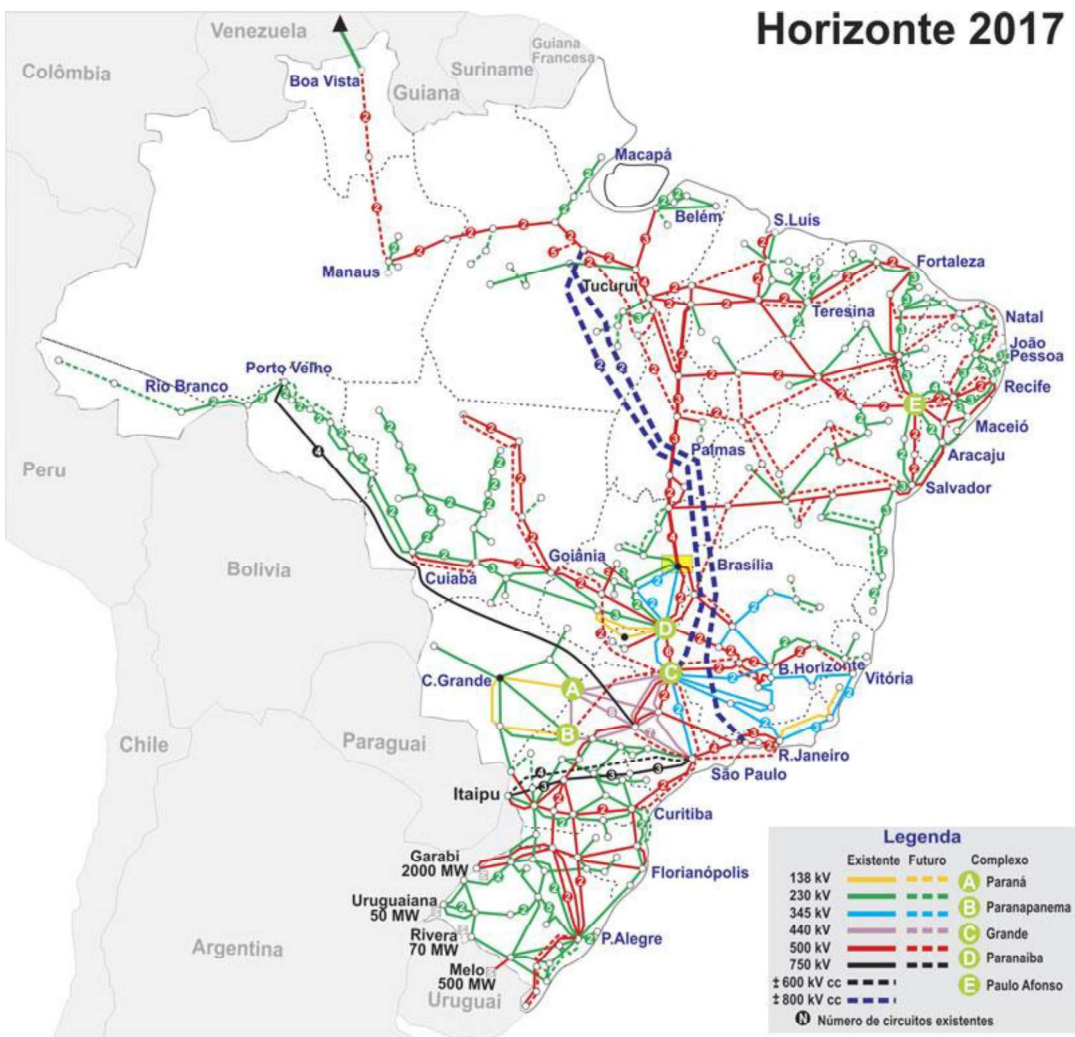 Horizonte 2017
Venezuela
Colômbia
Guiana
Francesa
Suriname
Guiana
Boa Vista
Macapá
Belém
S.Luís
Fortaleza
Manaus
Tucuruí
Teresina
Natal
João
Pessoa
Recife
Porto Velho
Rio Branco
E
Maceió
Aracaju
Salvador
Palmas
Peru
Bolivia
Goiânia
Cuiabá
Brasília
D
B.Horizonte
Vitória
C
C.Grande
A
B
Chile
Paraguai
R.Janeiro
São Paulo
Itaipu
Curitiba
Garabi
2000 MW
Florianópolis
Uruguaiana
50 MW
Rivera
70 MW
P.Alegre
Melo
500 MW
Argentina
Uruguai
Legenda
Existente Futuro Complexo
138 kV A Paraná
230 kV B Paranapanema
345 kV
440 kV C Grande
500 kV D Paranaiba
750 kV
± 600 kV cc E Paulo Afonso
± 800 kV cc
N Número de circuitos existentes